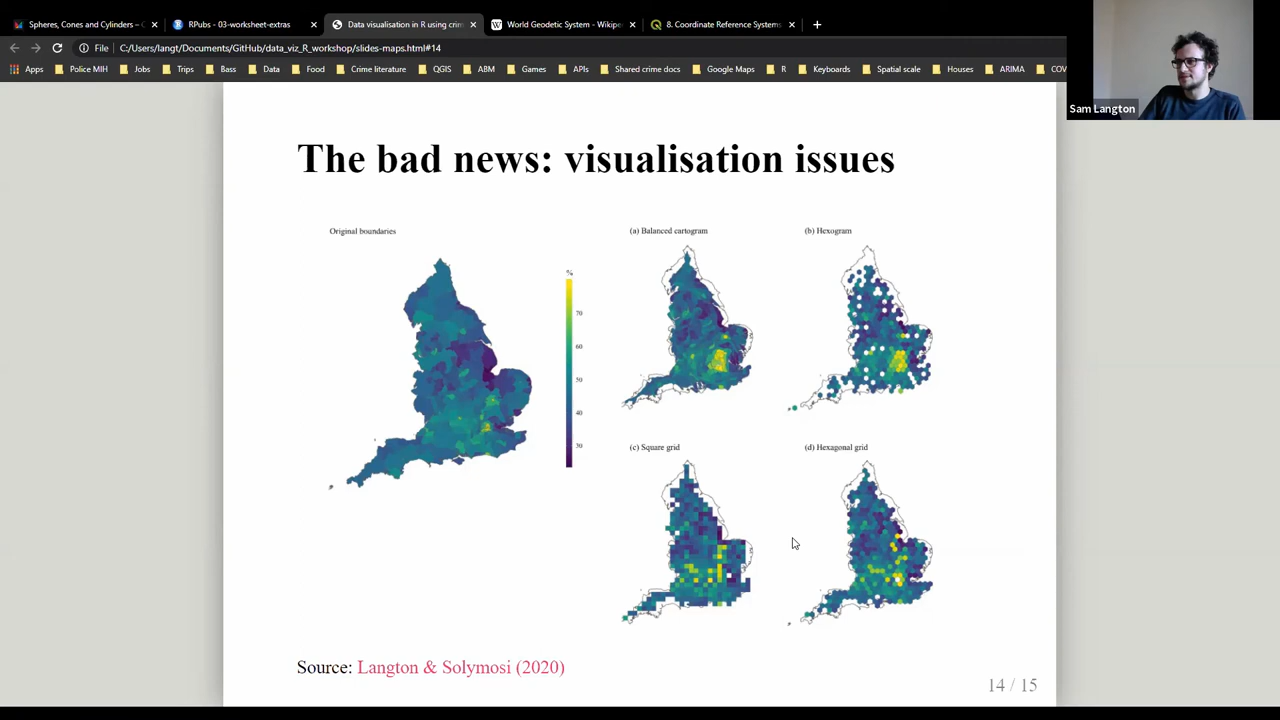 Spheres, Cones and Cylinders – C
RPubs - 03-worksheet-extras
Data visualisation in R using crim
World Geodetic System - Wikipe
8. Coordinate Reference Systems
File C:/Users/langt/Documents/GitHub/data_viz_R_workshop/slides-maps.html#14
Apps Police MIH Jobs Trips Bass Data Food Crime literature QGIS ABM Games APIs Shared crime docs Google Maps R Keyboards Spatial scale Houses ARIMA COV
Sam Langton
The bad news: visualisation issues
Original boundaries
%
70
60
50
40
30
(a) Balanced cartogram
(b) Hexogram
(c) Square grid
(d) Hexagonal grid
Source: Langton & Solymosi (2020)
14 / 15